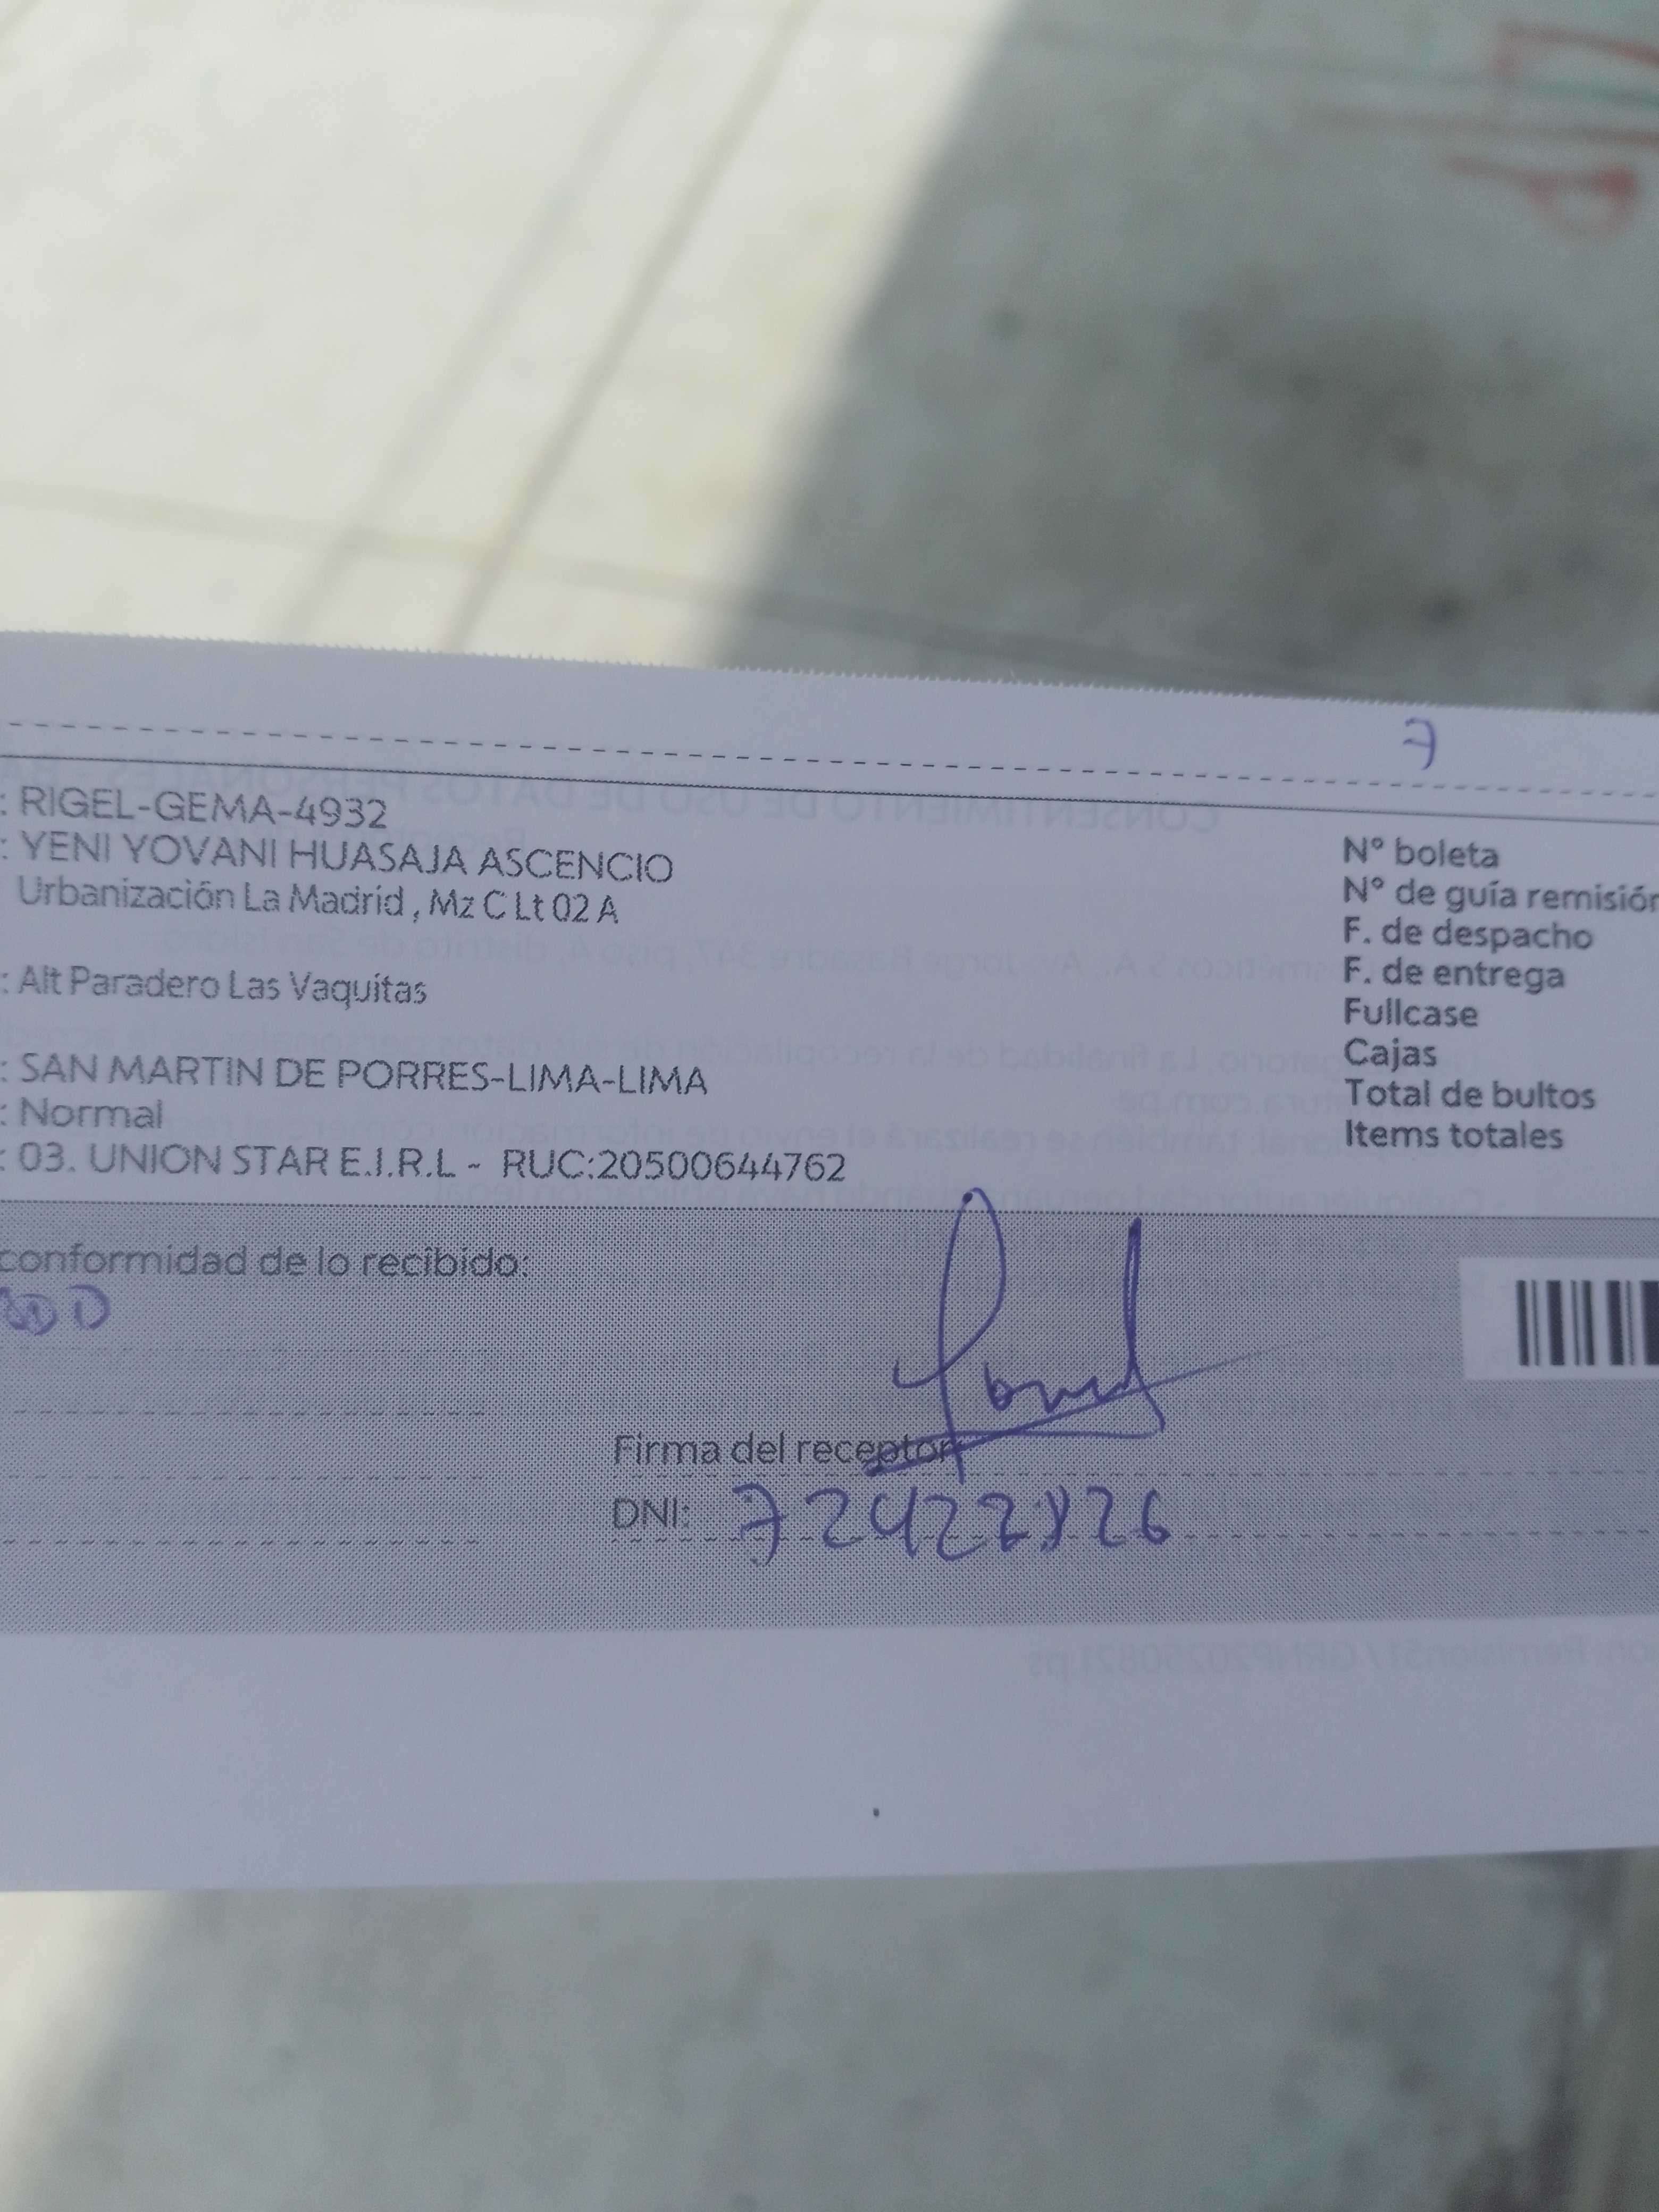 7
: RIGEL-GEMA-4932
: YENI YOVANI HUASAJA ASCENCIO
Urbanización La Madrid , Mz C Lt 02 A
: Alt Paradero Las Vaquitas
: SAN MARTIN DE PORRES-LIMA-LIMA
: Normal
: 03. UNION STAR E.I.R.L - RUC:20500644762
N° boleta
N° de guía remisión
F. de despacho
F. de entrega
Fullcase
Cajas
Total de bultos
Items totales
conformidad de lo recibido:
Firma del receptor
DNI: 72422826